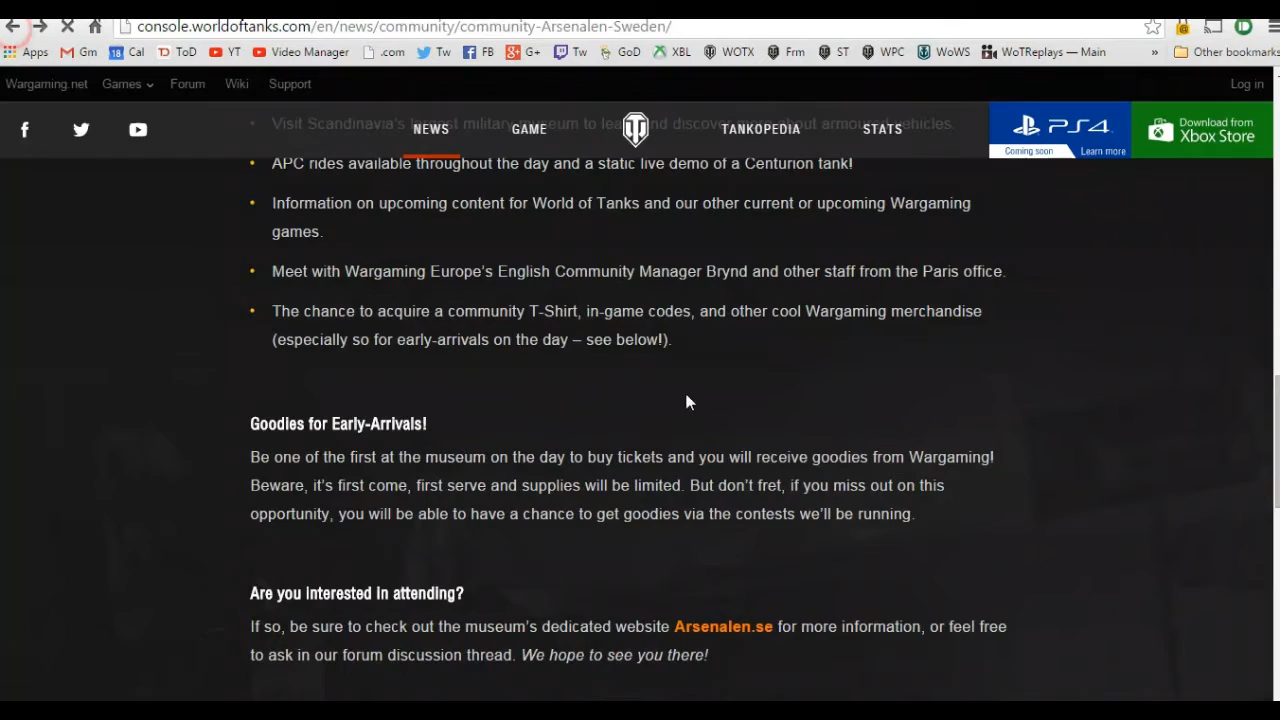 console.worldoftanks.com/en/news/community/community-Arsenalen-Sweden/
Apps Gm 18 Cal ToD YT Video Manager .com Tw FB G+ Tw GoD XBL WOTX Frm ST WPC WoWS WoTReplays — Main » Other bookmarks
Wargaming.net Games Forum Wiki Support Log in
NEWS GAME TANKOPEDIA STATS
PS4
Coming soon Learn more
Download from
Xbox Store
Visit Scandinavia's largest military museum to learn and discover more about armoured vehicles.
APC rides available throughout the day and a static live demo of a Centurion tank!
Information on upcoming content for World of Tanks and our other current or upcoming Wargaming
games.
Meet with Wargaming Europe's English Community Manager Brynd and other staff from the Paris office.
The chance to acquire a community T-Shirt, in-game codes, and other cool Wargaming merchandise
(especially so for early-arrivals on the day – see below!).
Goodies for Early-Arrivals!
Be one of the first at the museum on the day to buy tickets and you will receive goodies from Wargaming!
Beware, it's first come, first serve and supplies will be limited. But don't fret, if you miss out on this
opportunity, you will be able to have a chance to get goodies via the contests we'll be running.
Are you interested in attending?
If so, be sure to check out the museum's dedicated website Arsenalen.se for more information, or feel free
to ask in our forum discussion thread. We hope to see you there!